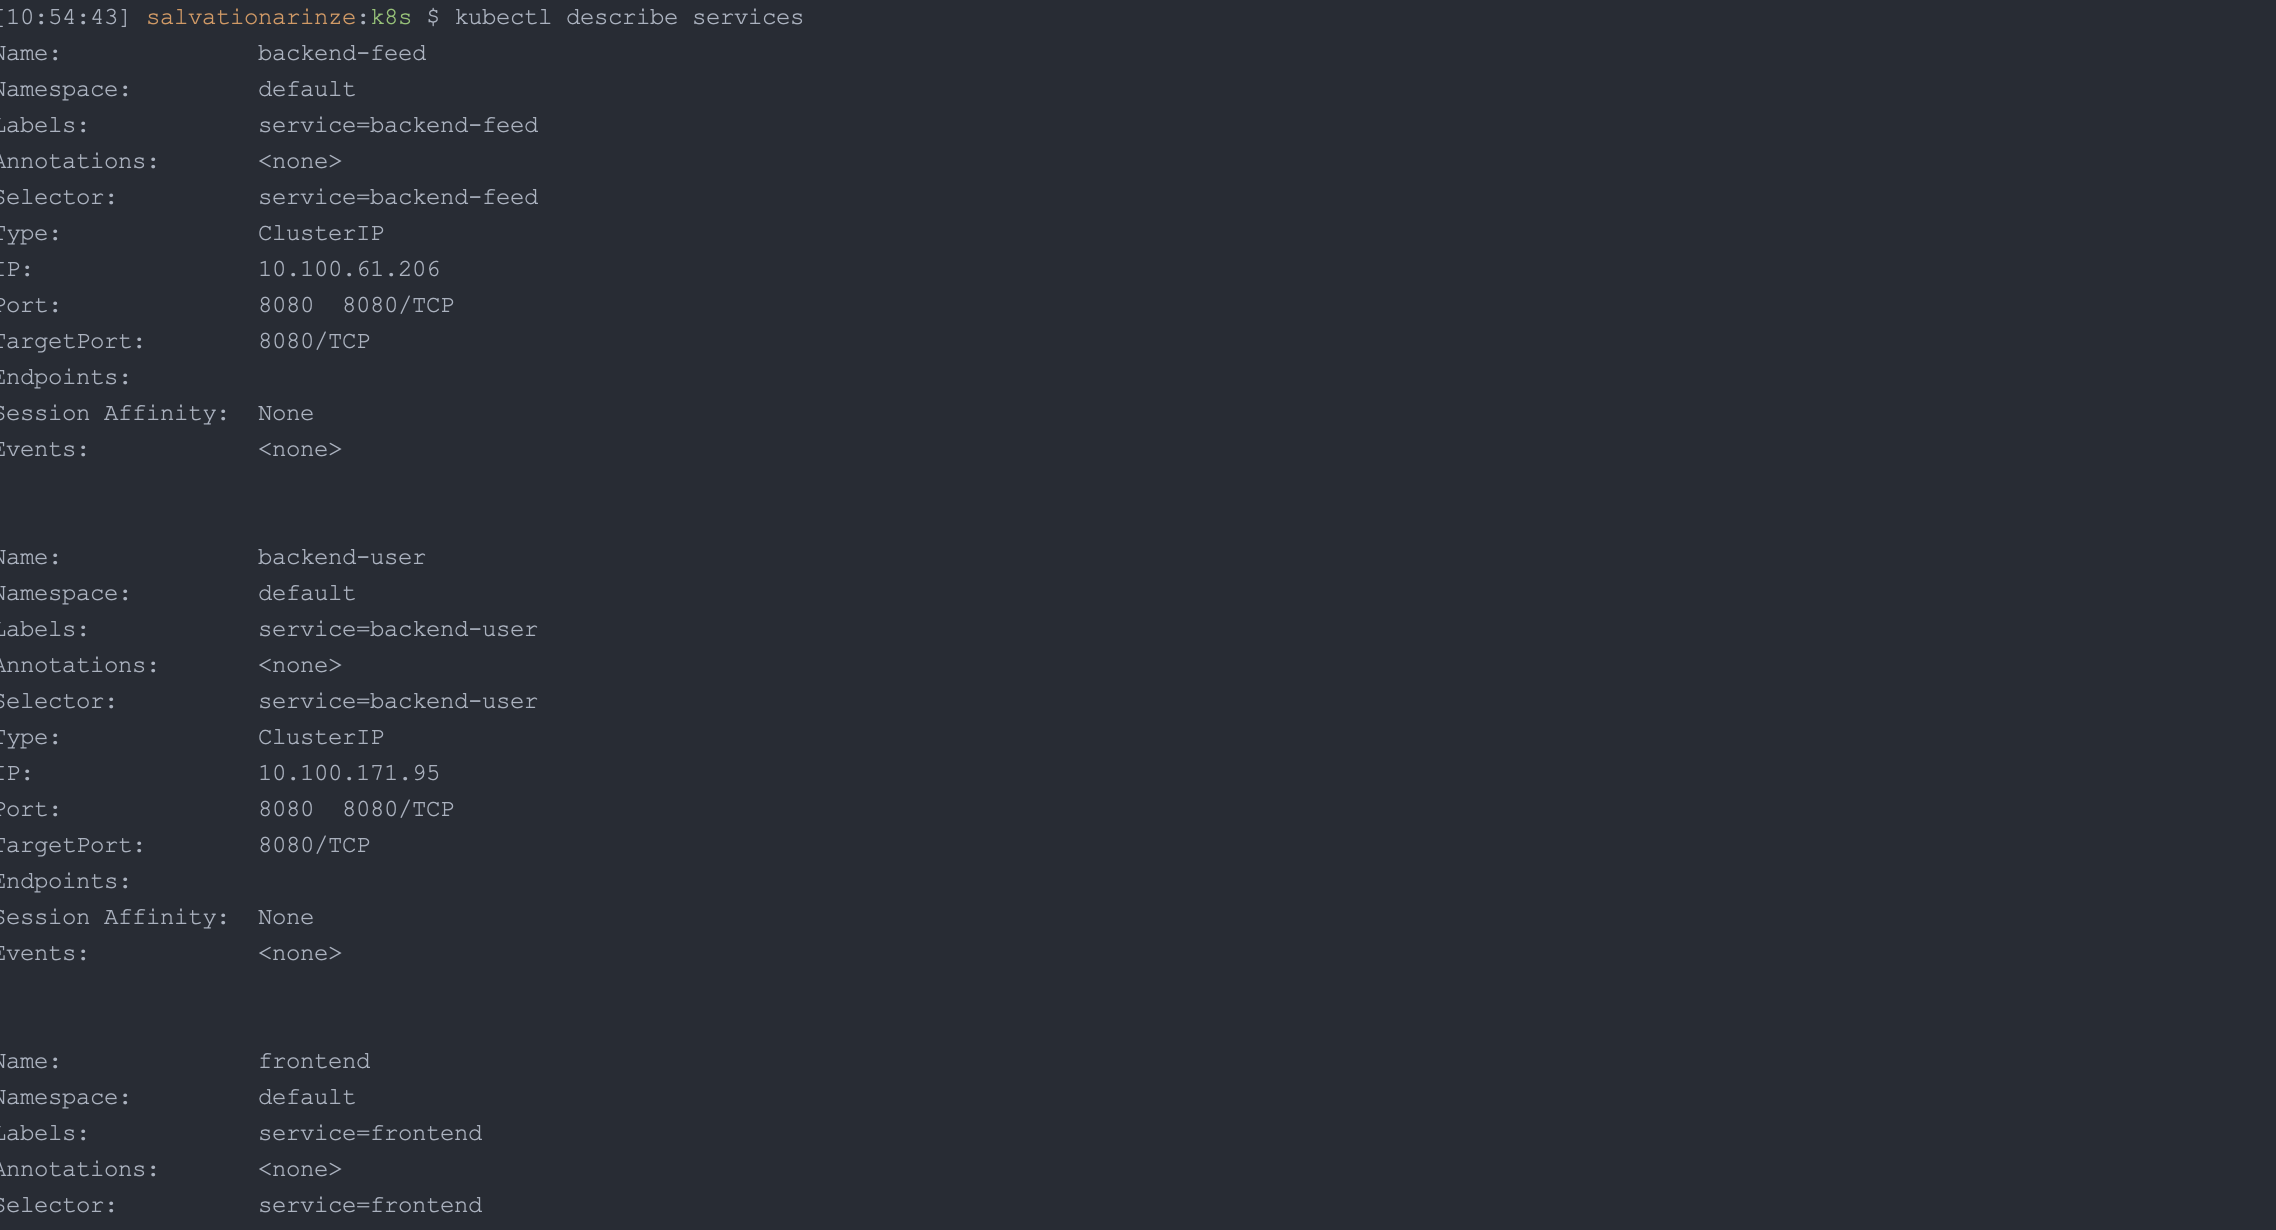 [10:54:43] salvationarinze:k8s $ kubectl describe services
Name:              backend-feed
Namespace:         default
Labels:            service=backend-feed
Annotations:       <none>
Selector:          service=backend-feed
Type:              ClusterIP
IP:                10.100.61.206
Port:              8080  8080/TCP
TargetPort:        8080/TCP
Endpoints:
Session Affinity:  None
Events:            <none>
Name:              backend-user
Namespace:         default
Labels:            service=backend-user
Annotations:       <none>
Selector:          service=backend-user
Type:              ClusterIP
IP:                10.100.171.95
Port:              8080  8080/TCP
TargetPort:        8080/TCP
Endpoints:
Session Affinity:  None
Events:            <none>
Name:              frontend
Namespace:         default
Labels:            service=frontend
Annotations:       <none>
Selector:          service=frontend